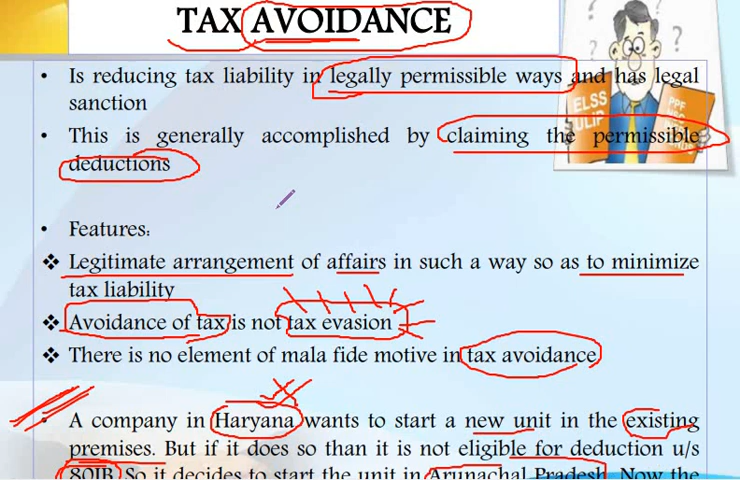 TAX AVOIDANCE
• Is reducing tax liability in legally permissible ways and has legal
sanction
• This is generally accomplished by claiming the permissible
deductions
ELSS
ULIP
PPF
• Features:
❖ Legitimate arrangement of affairs in such a way so as to minimize
tax liability
❖ Avoidance of tax is not tax evasion
❖ There is no element of mala fide motive in tax avoidance
• A company in Haryana wants to start a new unit in the existing
premises. But if it does so than it is not eligible for deduction u/s
80IB. So it decides to start the unit in Arunachal Pradesh. Now the